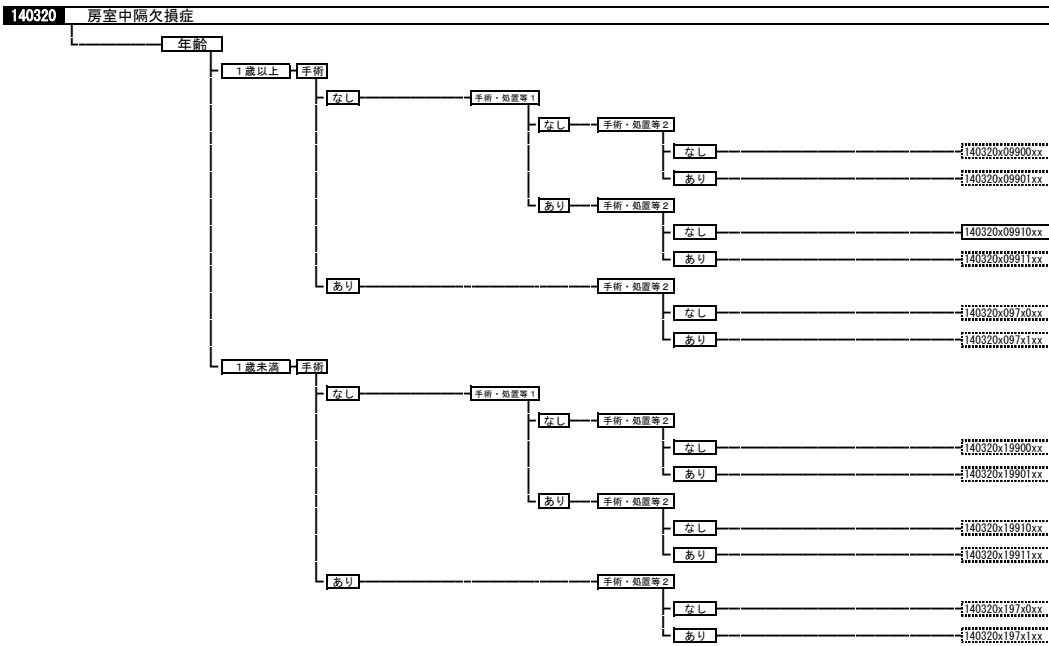 140320 房室中隔欠損症
年齢
1歳以上 手術
なし 手術・処置等1
なし 手術・処置等2
なし 140320x09900xx
あり 140320x09901xx
あり 手術・処置等2
なし 140320x09910xx
あり 140320x09911xx
あり 手術・処置等2
なし 140320x097x0xx
あり 140320x097x1xx
1歳未満 手術
なし 手術・処置等1
なし 手術・処置等2
なし 140320x19900xx
あり 140320x19901xx
あり 手術・処置等2
なし 140320x19910xx
あり 140320x19911xx
あり 手術・処置等2
なし 140320x197x0xx
あり 140320x197x1xx